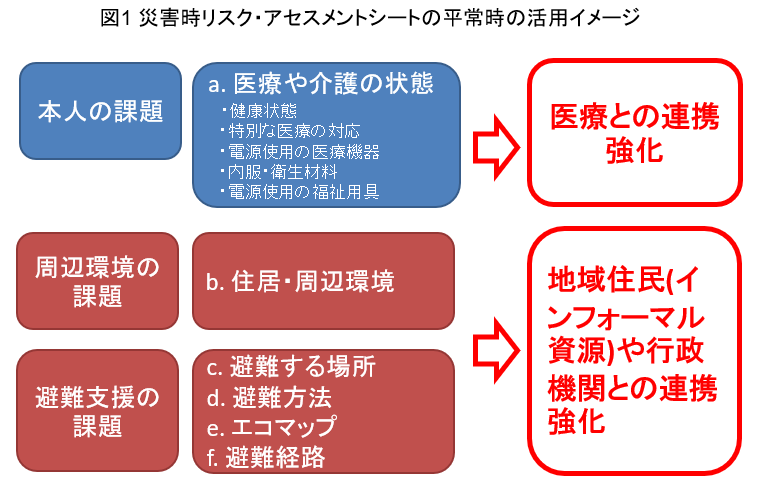 図1 災害時リスク・アセスメントシートの平常時の活用イメージ
本人の課題
a. 医療や介護の状態
・健康状態
・特別な医療の対応
・電源使用の医療機器
・内服・衛生材料
・電源使用の福祉用具
医療との連携
強化
周辺環境の
課題
b. 住居・周辺環境
避難支援の
課題
c. 避難する場所
d. 避難方法
e. エコマップ
f. 避難経路
地域住民(イ
ンフォーマル
資源)や行政
機関との連携
強化